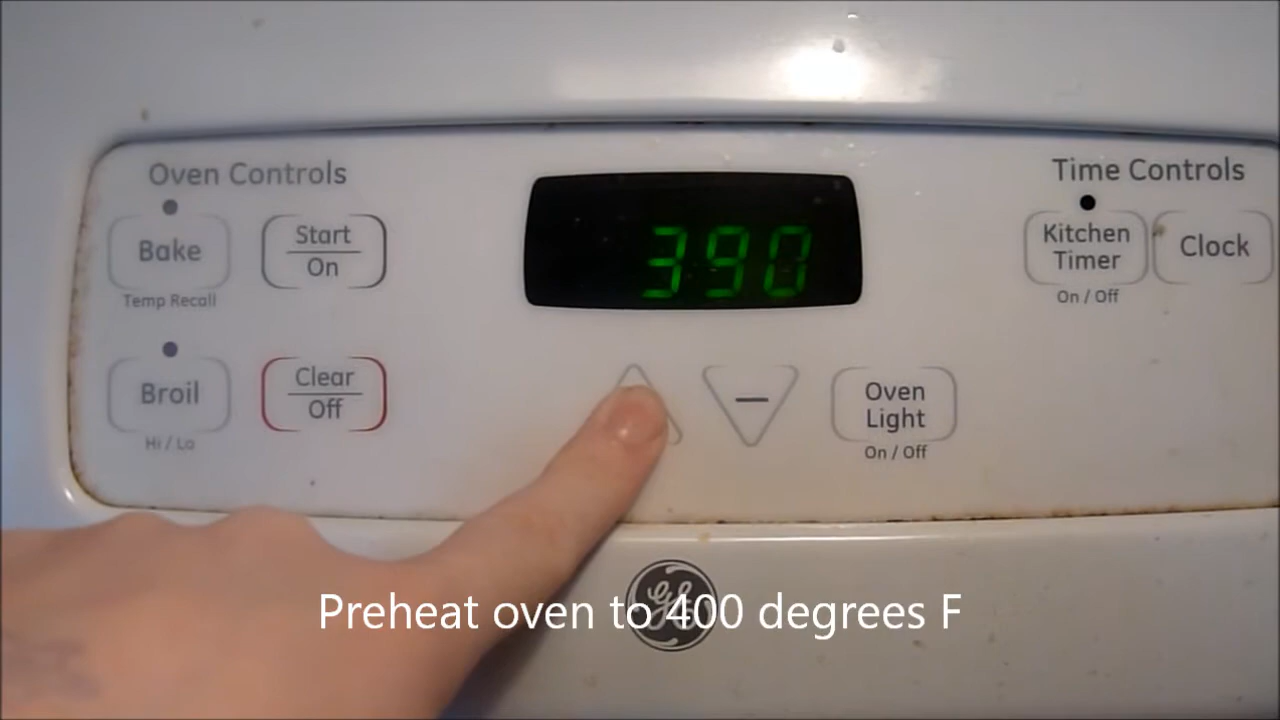 Oven Controls
Bake
Temp Recall
Start
On
Broil
Hi / Lo
Clear
Off
390
Oven
Light
On / Off
Time Controls
Kitchen
Timer
On / Off
Clock
GE
Preheat oven to 400 degrees F